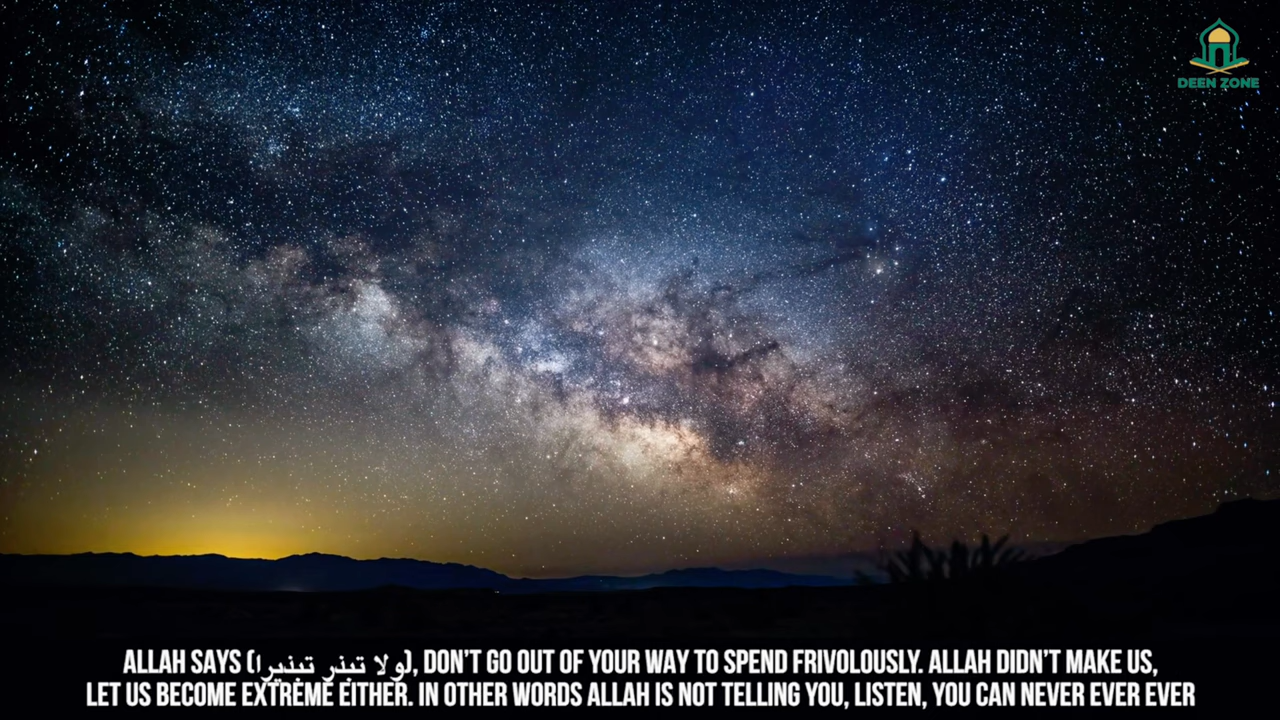 DEEN ZONE
ALLAH SAYS (ولا تبذر تبذيرا), DON'T GO OUT OF YOUR WAY TO SPEND FRIVOLOUSLY. ALLAH DIDN'T MAKE US,
LET US BECOME EXTREME EITHER. IN OTHER WORDS ALLAH IS NOT TELLING YOU, LISTEN, YOU CAN NEVER EVER EVER